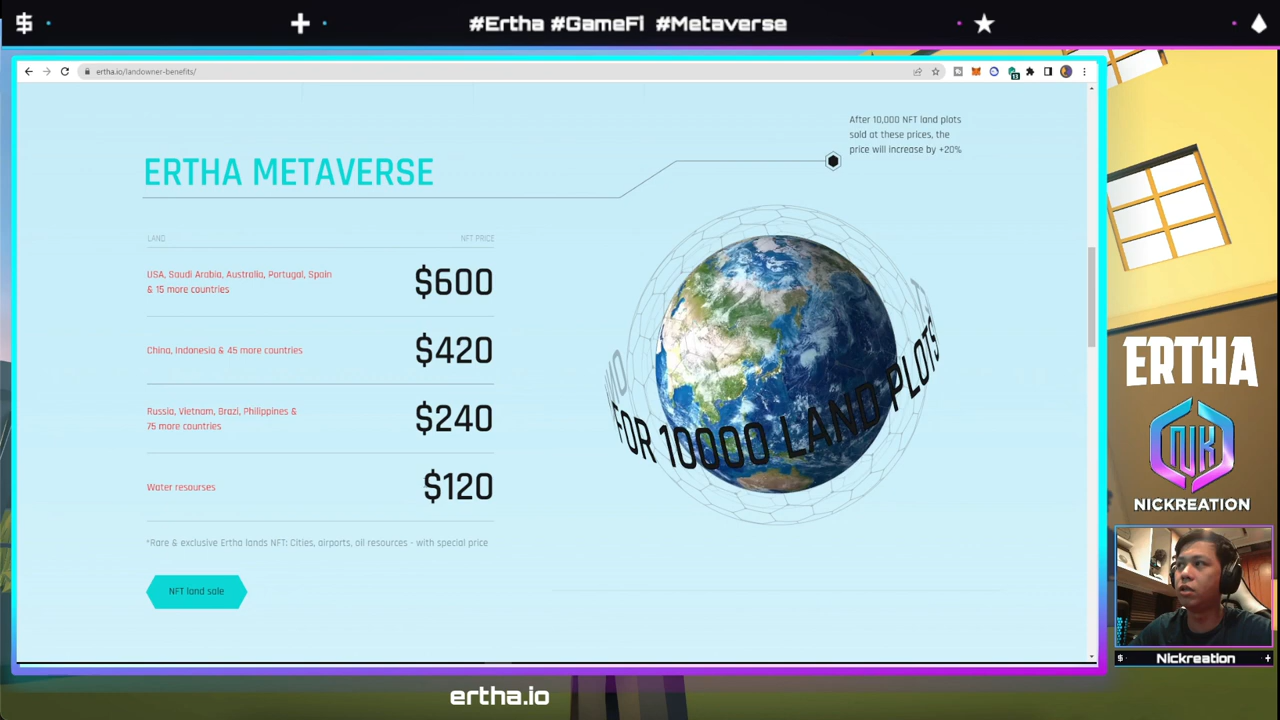 #Ertha #GameFi #Metaverse
ertha.io/landowner-benefits/
13
After 10,000 NFT land plots
sold at these prices, the
price will increase by +20%
ERTHA METAVERSE
LAND
NFT PRICE
USA, Saudi Arabia, Australia, Portugal, Spain
& 15 more countries
$600
China, Indonesia & 45 more countries
$420
Russia, Vietnam, Brazi, Philippines &
75 more countries
$240
Water resourses
$120
*Rare & exclusive Ertha lands NFT: Cities, airports, oil resources - with special price
NFT land sale
FOR 10000 LAND PLOTS
ERTHA
NK
NICKREATION
$
Nickreation
+
ertha.io